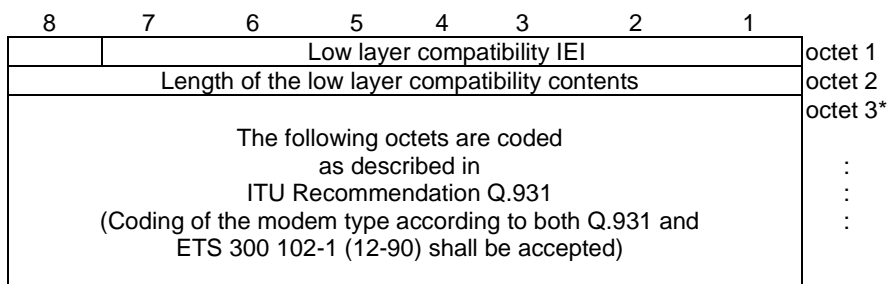 8 7 6 5 4 3 2 1
Low layer compatibility IEI octet 1
Length of the low layer compatibility contents octet 2
octet 3*
The following octets are coded
as described in :
ITU Recommendation Q.931 :
(Coding of the modem type according to both Q.931 and :
ETS 300 102-1 (12-90) shall be accepted)